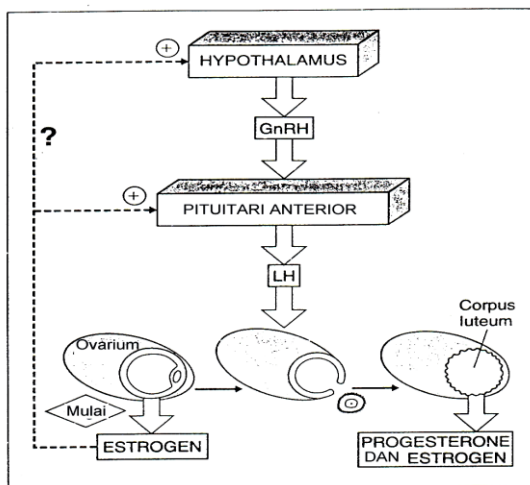 +
HYPOTHALAMUS
?
GnRH
+
PITUITARI ANTERIOR
LH
Corpus
luteum
Ovarium
Mulai
ESTROGEN
PROGESTERONE
DAN ESTROGEN